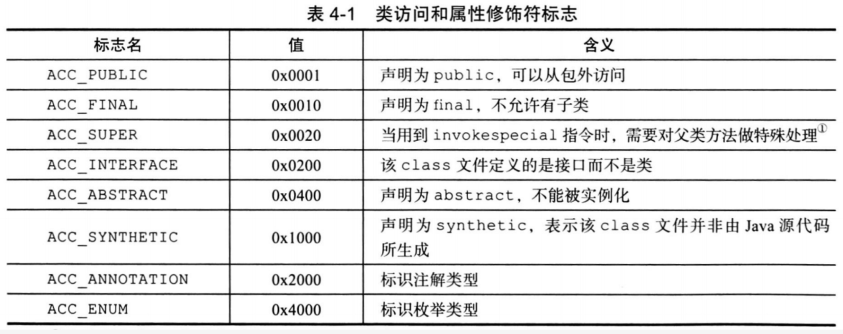 表 4-1 类访问和属性修饰符标志
标志名 值 含义
ACC_PUBLIC 0x0001 声明为 public，可以从包外访问
ACC_FINAL 0x0010 声明为 final，不允许有子类
ACC_SUPER 0x0020 当用到 invokespecial 指令时，需要对父类方法做特殊处理①
ACC_INTERFACE 0x0200 该 class 文件定义的是接口而不是类
ACC_ABSTRACT 0x0400 声明为 abstract，不能被实例化
ACC_SYNTHETIC 0x1000 声明为 synthetic，表示该 class 文件并非由 Java 源代码
所生成
ACC_ANNOTATION 0x2000 标识注解类型
ACC_ENUM 0x4000 标识枚举类型